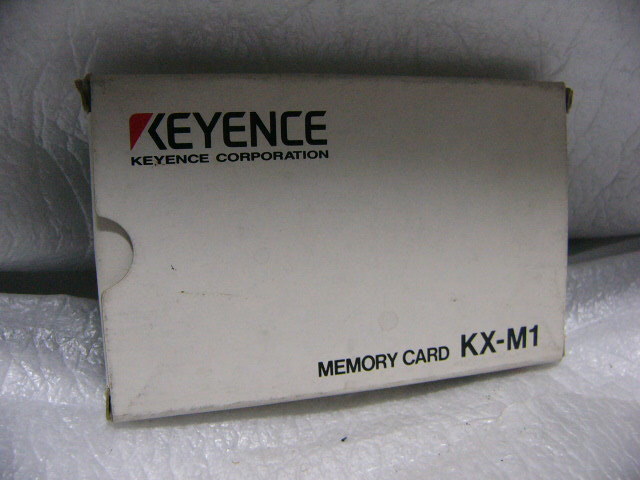 KEYENCE
KEYENCE CORPORATION
MEMORY CARD KX-M1